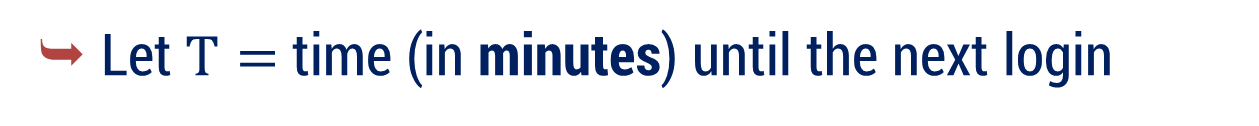 Let T = time (in minutes) until the next login